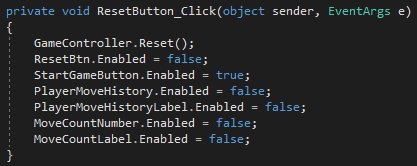 private void ResetButton_Click(object sender, EventArgs e)
{
    GameController.Reset();
    ResetBtn.Enabled = false;
    StartGameButton.Enabled = true;
    PlayerMoveHistory.Enabled = false;
    PlayerMoveHistoryLabel.Enabled = false;
    MoveCountNumber.Enabled = false;
    MoveCountLabel.Enabled = false;
}